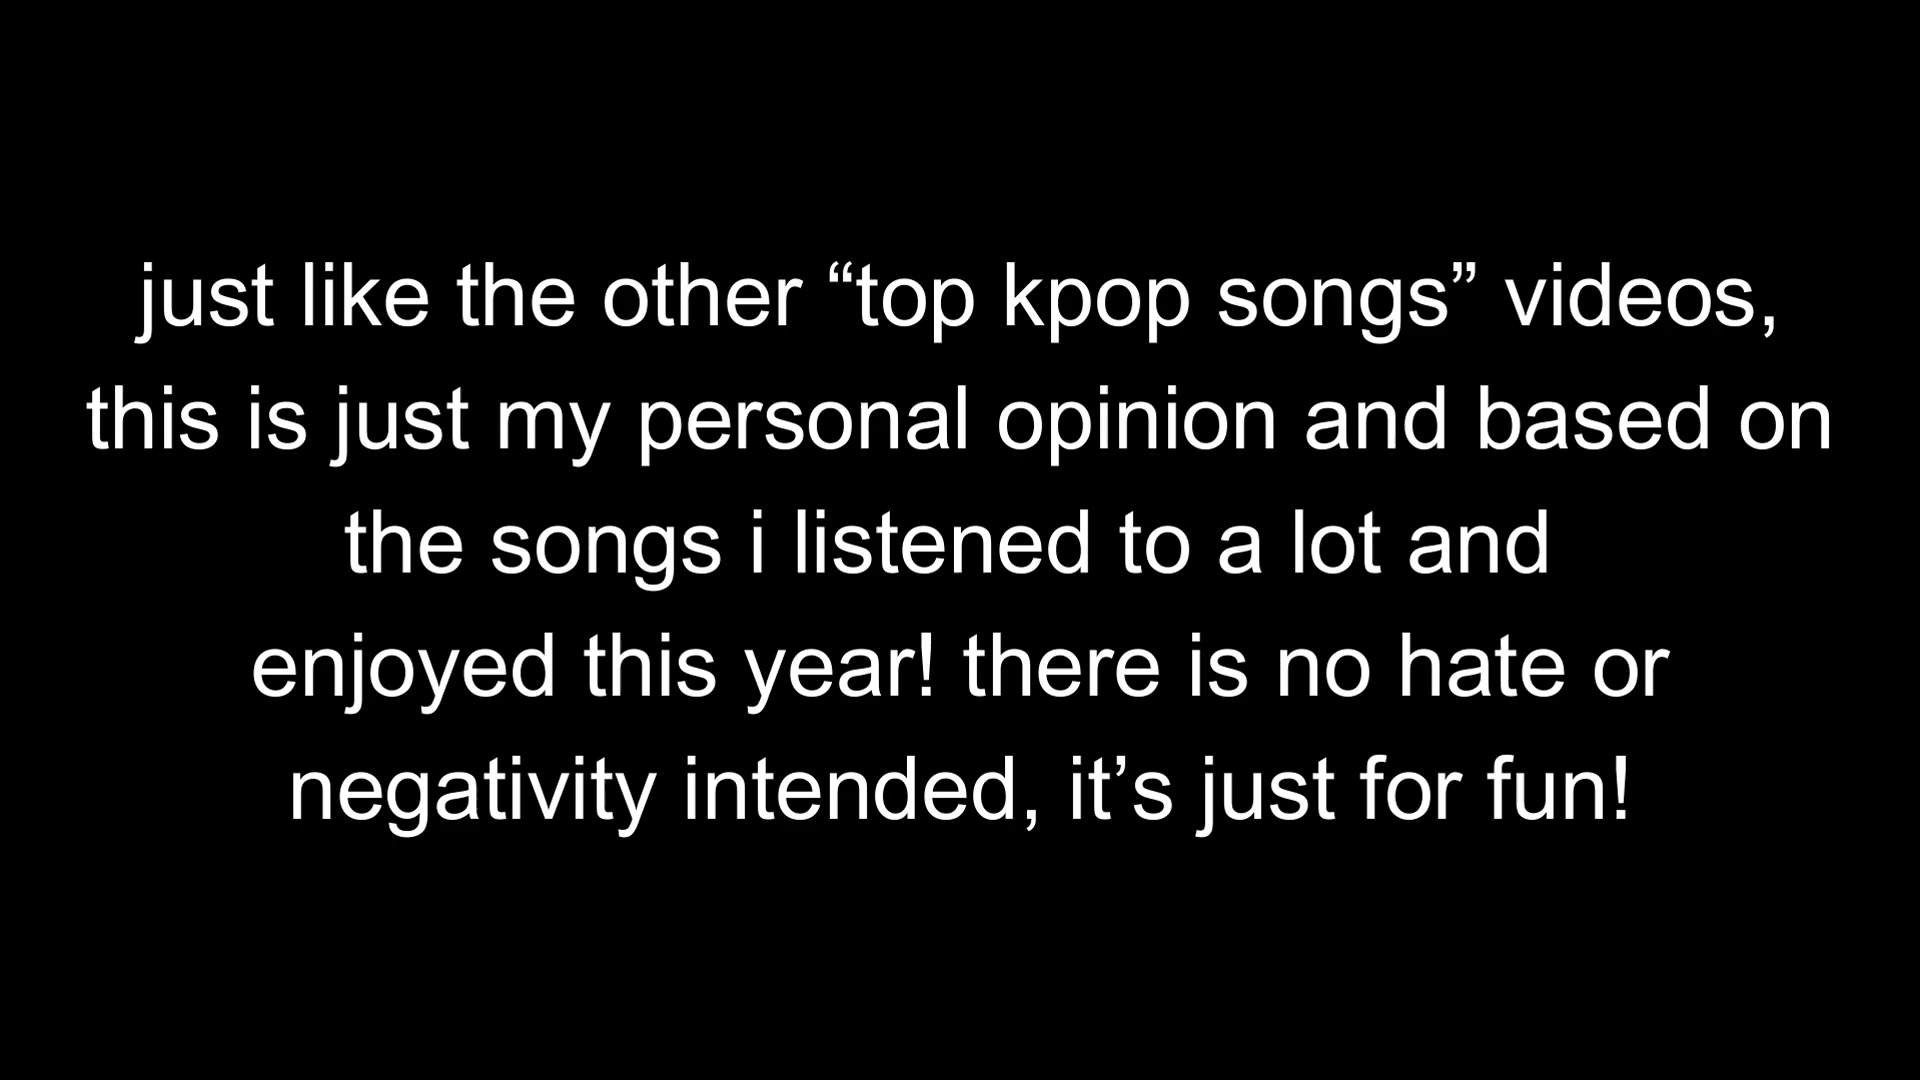 just like the other “top kpop songs” videos,
this is just my personal opinion and based on
the songs i listened to a lot and
enjoyed this year! there is no hate or
negativity intended, it’s just for fun!